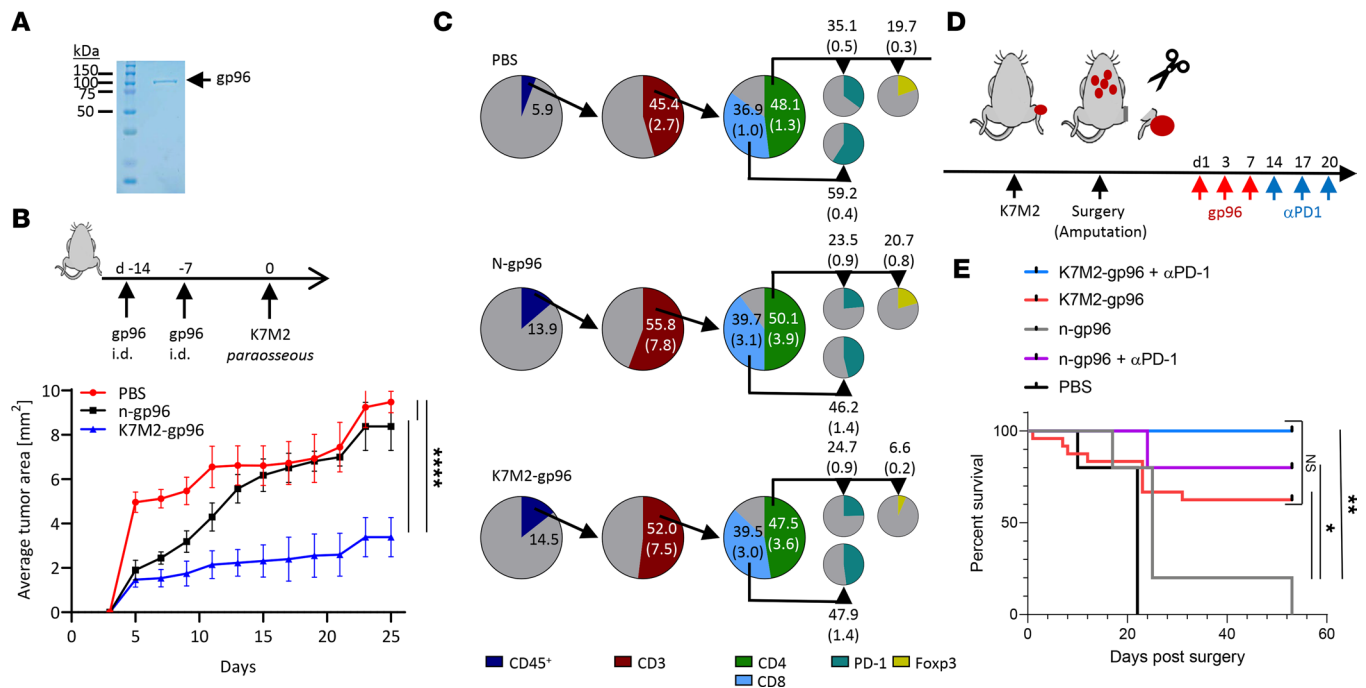 A
kDa
150
100
75
50
gp96
B
d -14
-7
0
gp96
i.d.
gp96
i.d.
K7M2
paraosseous
PBS
n-gp96
K7M2-gp96
Average tumor area [mm²]
10
8
6
4
2
0
0
5
10
15
20
25
Days
****
C
PBS
5.9
45.4
(2.7)
36.9
(1.0)
48.1
(1.3)
35.1
(0.5)
19.7
(0.3)
59.2
(0.4)
N-gp96
13.9
55.8
(7.8)
39.7
(3.1)
50.1
(3.9)
23.5
(0.9)
20.7
(0.8)
46.2
(1.4)
K7M2-gp96
14.5
52.0
(7.5)
39.5
(3.0)
47.5
(3.6)
24.7
(0.9)
6.6
(0.2)
47.9
(1.4)
CD45⁺
CD3
CD4
CD8
PD-1
Foxp3
D
d1
3
7
14
17
20
K7M2
Surgery
(Amputation)
gp96
αPD1
E
K7M2-gp96 + αPD-1
K7M2-gp96
n-gp96
n-gp96 + αPD-1
PBS
Percent survival
100
50
0
0
20
40
60
Days post surgery
NS
*
**